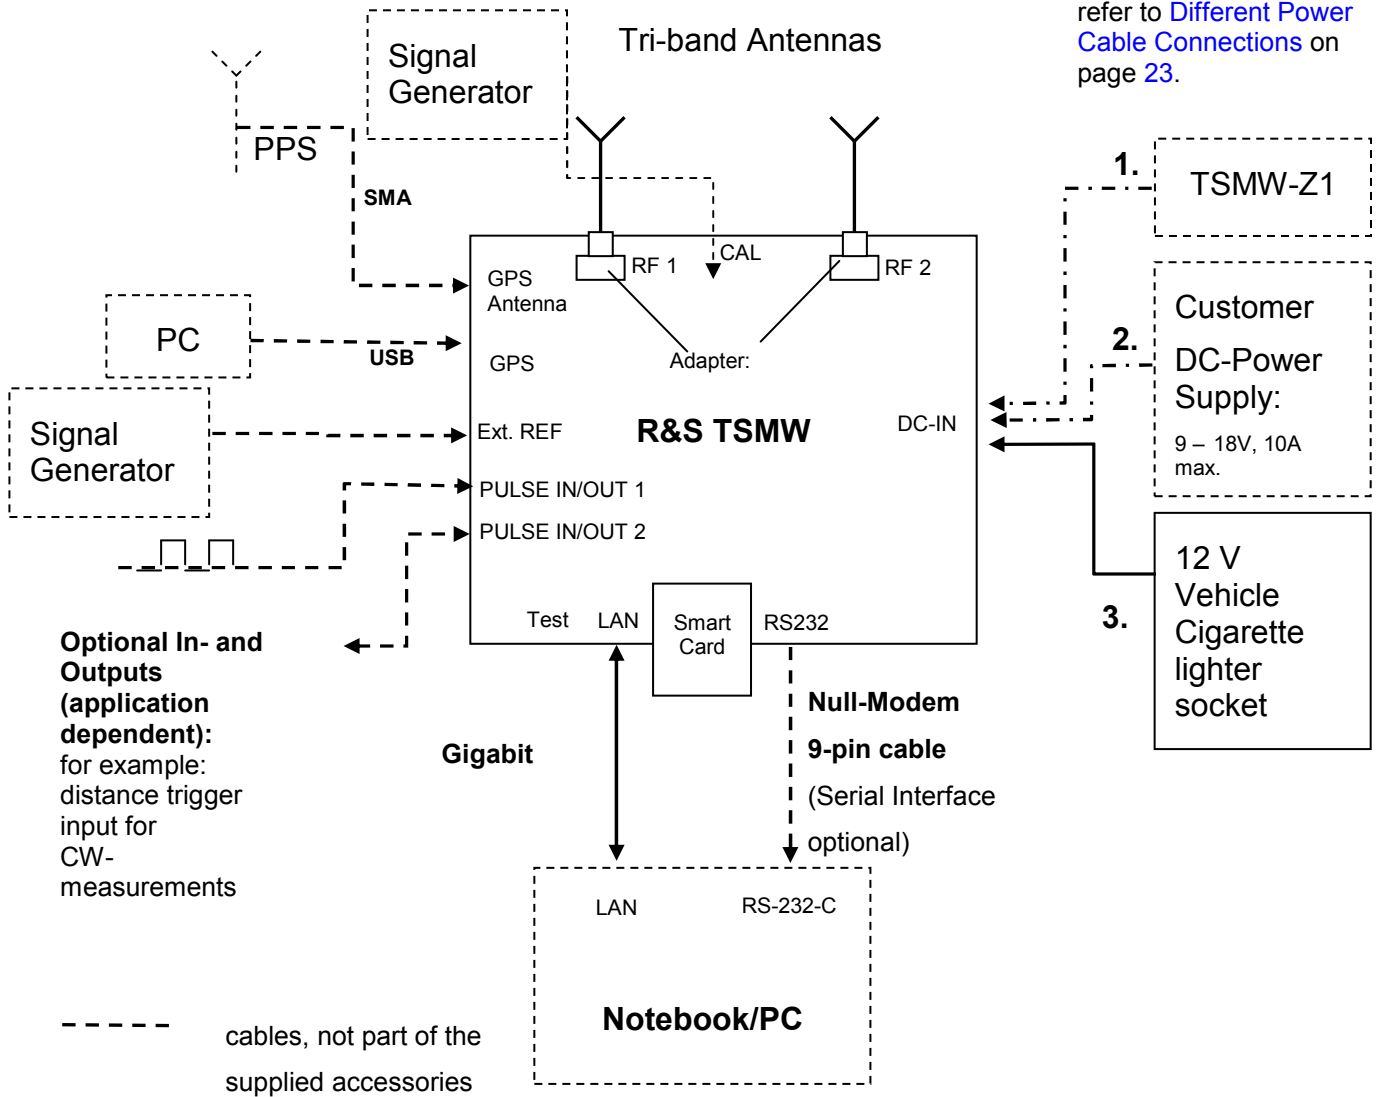 refer to Different Power
Cable Connections on
page 23.
Signal
Generator
Tri-band Antennas
PPS
SMA
1.
TSMW-Z1
GPS
Antenna
RF 1
CAL
RF 2
PC
USB
GPS
Adapter:
2.
Customer
DC-Power
Supply:
9 – 18V, 10A
max.
Signal
Generator
Ext. REF
R&S TSMW
DC-IN
PULSE IN/OUT 1
PULSE IN/OUT 2
3.
12 V
Vehicle
Cigarette
lighter
socket
Test
LAN
Smart
Card
RS232
Optional In- and
Outputs
(application
dependent):
for example:
distance trigger
input for
CW-
measurements
Gigabit
Null-Modem
9-pin cable
(Serial Interface
optional)
LAN
RS-232-C
Notebook/PC
cables, not part of the
supplied accessories